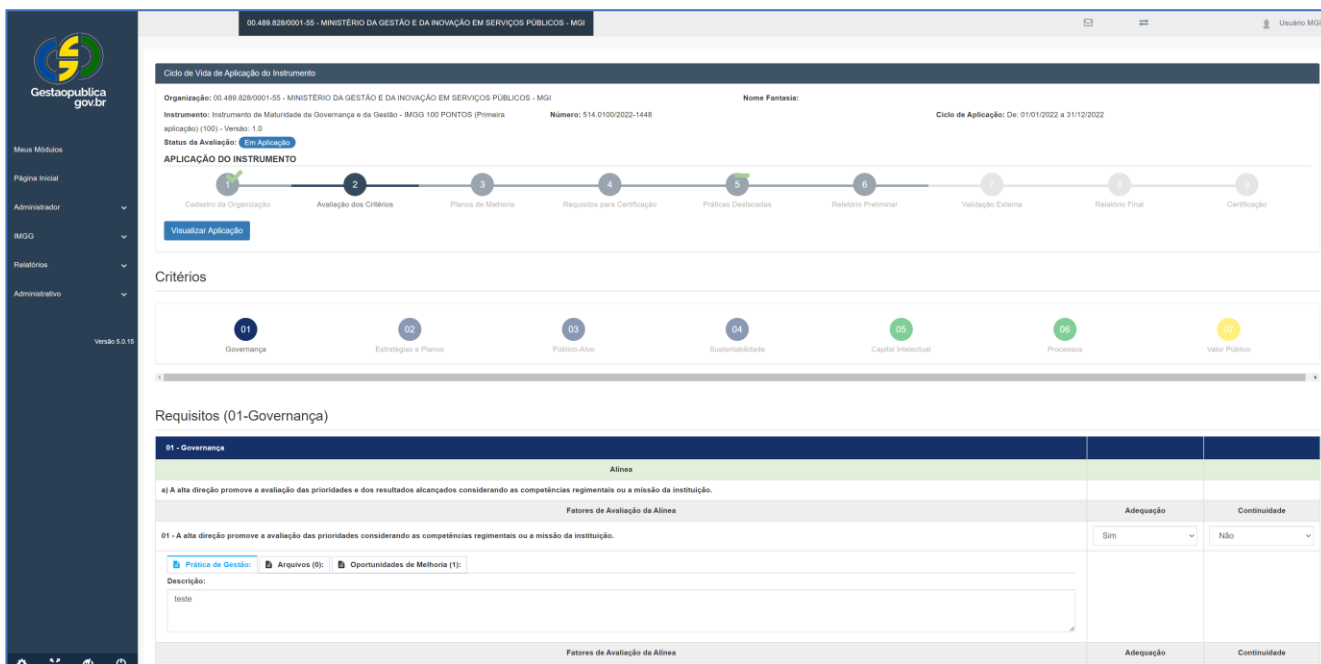 00.489.828/0001-55 - MINISTÉRIO DA GESTÃO E DA INOVAÇÃO EM SERVIÇOS PÚBLICOS - MGI
Usuário MGI
Gestaopublica
gov.br
Meus Módulos
Página Inicial
Administrador
IMGG
Relatórios
Administrativo
Versão 5.0.15
Ciclo de Vida de Aplicação do Instrumento
Organização: 00.489.828/0001-55 - MINISTÉRIO DA GESTÃO E DA INOVAÇÃO EM SERVIÇOS PÚBLICOS - MGI Nome Fantasia:
Instrumento: Instrumento de Maturidade da Governança e da Gestão - IMGG 100 PONTOS (Primeira Número: 514.0100/2022-1448 Ciclo de Aplicação: De: 01/01/2022 a 31/12/2022
aplicação) (100) - Versão: 1.0
Status da Avaliação: Em Aplicação
APLICAÇÃO DO INSTRUMENTO
1 2 3 4 5 6 7 8 9
Cadastro da Organização Avaliação dos Critérios Planos de Melhoria Requisitos para Certificação Práticas Destacadas Relatório Preliminar Validação Externa Relatório Final Certificação
Visualizar Aplicação
Critérios
01 02 03 04 05 06 07
Governança Estratégias e Planos Público-Alvo Sustentabilidade Capital Intelectual Processos Valor Público
Requisitos (01-Governança)
01 - Governança
Alínea
a) A alta direção promove a avaliação das prioridades e dos resultados alcançados considerando as competências regimentais ou a missão da instituição.
Fatores de Avaliação da Alínea Adequação Continuidade
01 - A alta direção promove a avaliação das prioridades considerando as competências regimentais ou a missão da instituição. Sim Não
Prática de Gestão: Arquivos (0): Oportunidades de Melhoria (1):
Descrição:
teste
Fatores de Avaliação da Alínea Adequação Continuidade